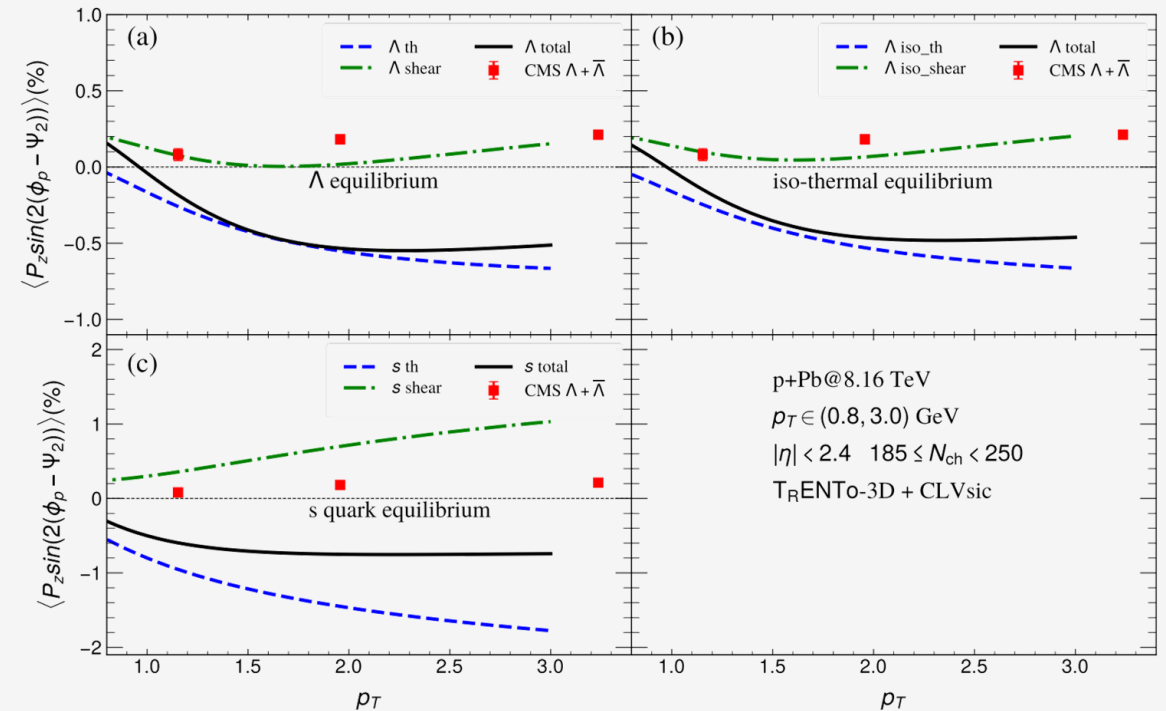 (a)
Λ th
Λ total
Λ shear
CMS Λ + Λ̅
(b)
Λ iso_th
Λ total
Λ iso_shear
CMS Λ + Λ̅
⟨P_z sin(2(ϕ_p − Ψ_2))⟩(%)
1.0
0.5
0.0
−0.5
−1.0
Λ equilibrium
iso-thermal equilibrium
(c)
s th
s total
s shear
CMS Λ + Λ̅
⟨P_z sin(2(ϕ_p − Ψ_2))⟩(%)
2
1
0
−1
−2
s quark equilibrium
p+Pb@8.16 TeV
p_T ∈ (0.8, 3.0) GeV
|η| < 2.4 185 ≤ N_ch < 250
T_RENTo-3D + CLVsic
1.0 1.5 2.0 2.5 3.0
1.0 1.5 2.0 2.5 3.0
p_T
p_T